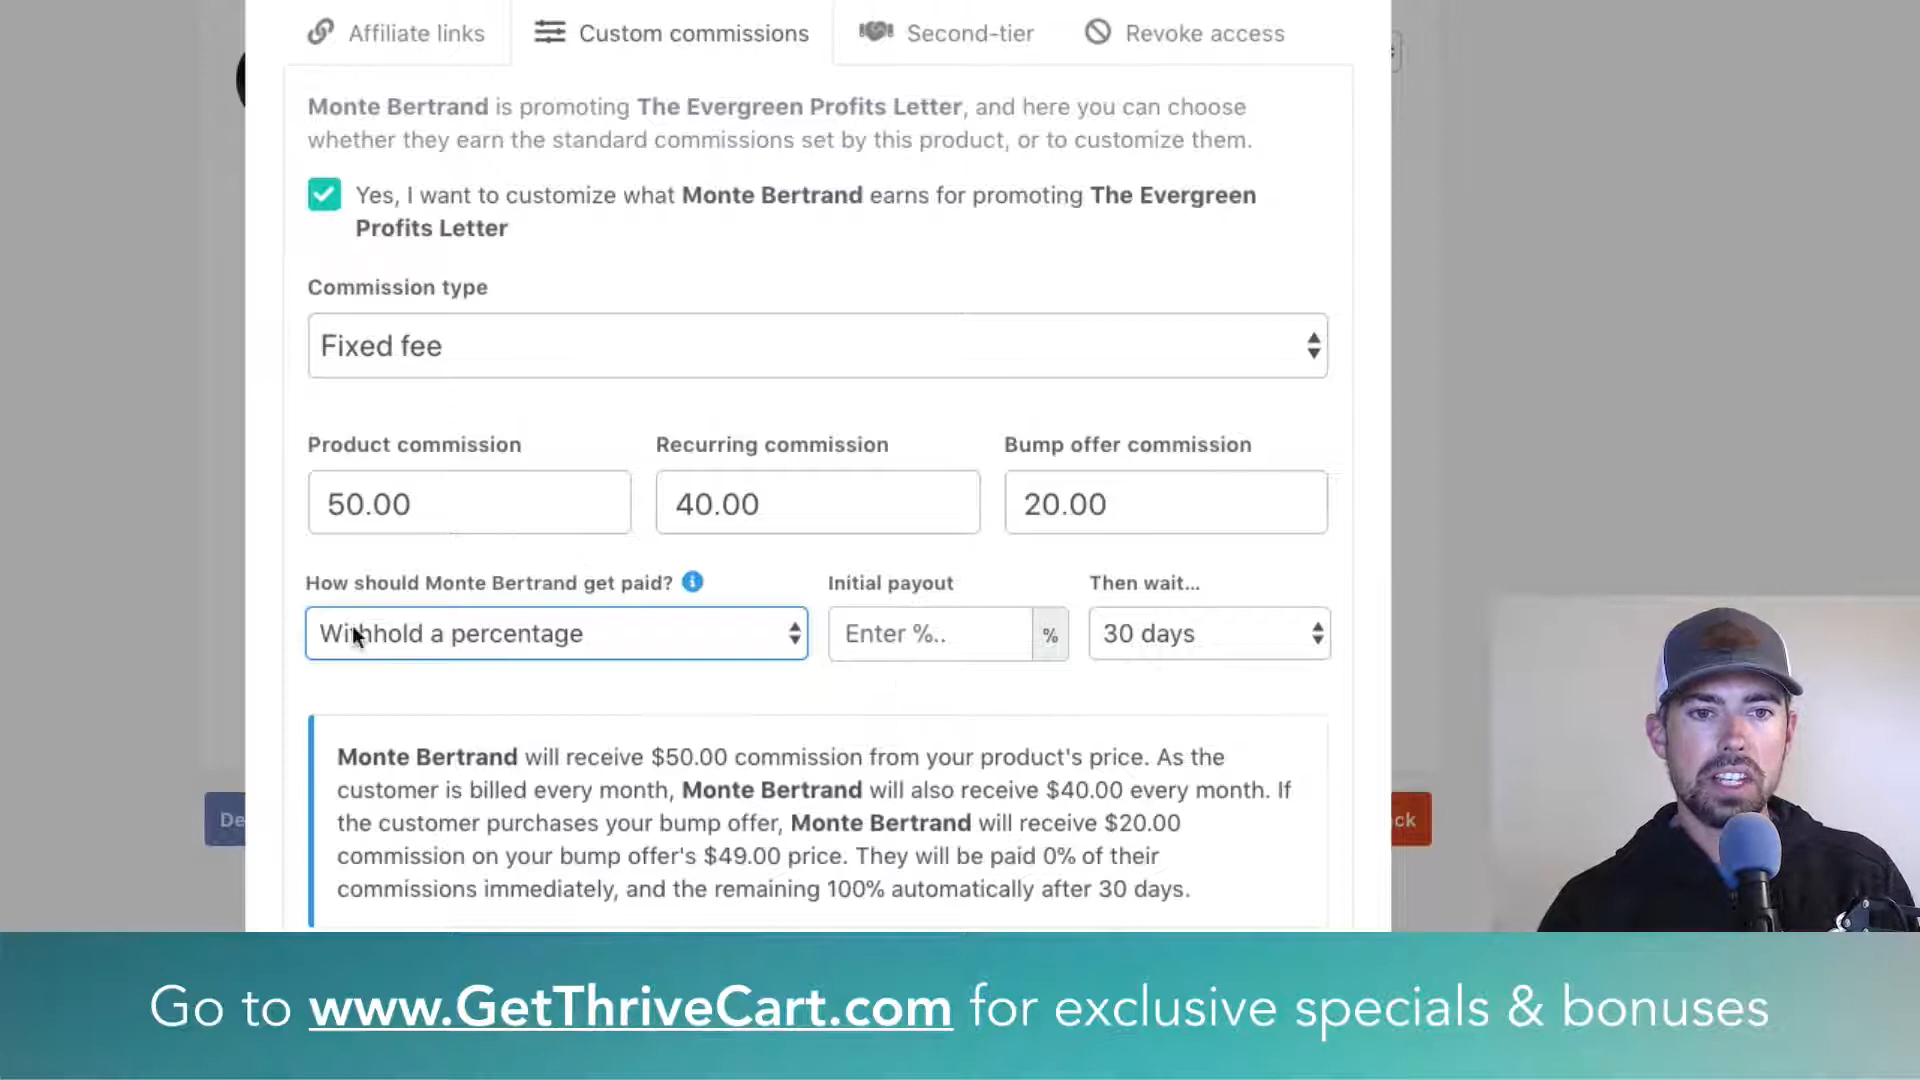 Affiliate links
Custom commissions
Second-tier
Revoke access
Monte Bertrand is promoting The Evergreen Profits Letter, and here you can choose
whether they earn the standard commissions set by this product, or to customize them.
Yes, I want to customize what Monte Bertrand earns for promoting The Evergreen
Profits Letter
Commission type
Fixed fee
Product commission
Recurring commission
Bump offer commission
50.00
40.00
20.00
How should Monte Bertrand get paid?
Initial payout
Then wait...
Withhold a percentage
Enter %..
%
30 days
Monte Bertrand will receive $50.00 commission from your product's price. As the
customer is billed every month, Monte Bertrand will also receive $40.00 every month. If
the customer purchases your bump offer, Monte Bertrand will receive $20.00
commission on your bump offer's $49.00 price. They will be paid 0% of their
commissions immediately, and the remaining 100% automatically after 30 days.
De
ck
Go to www.GetThriveCart.com for exclusive specials & bonuses